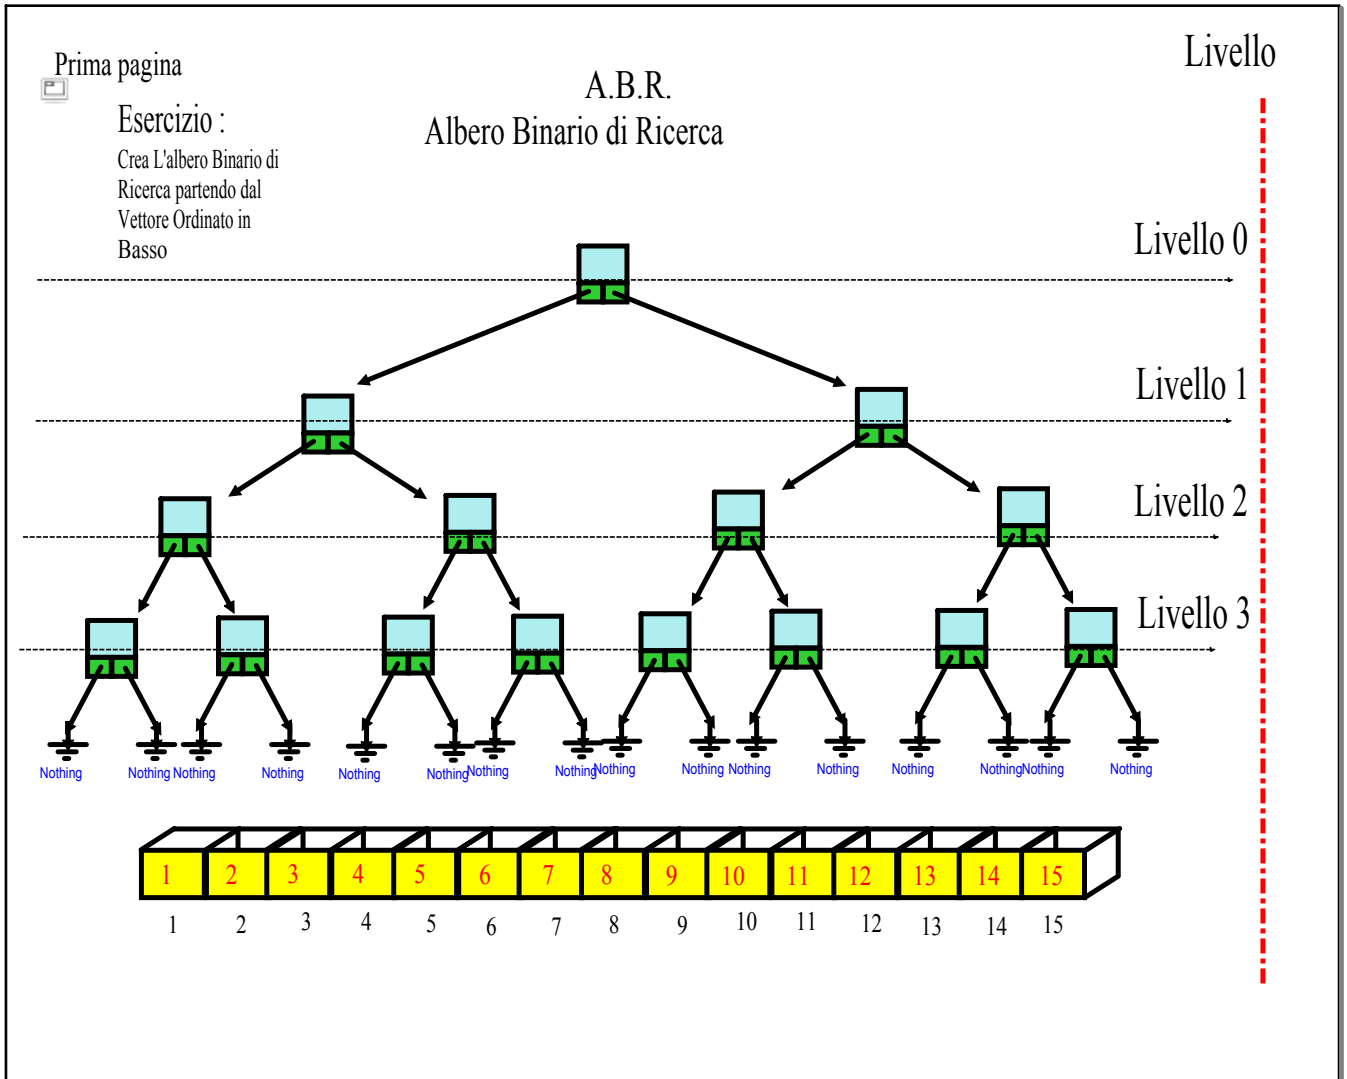 Livello
Prima pagina
A.B.R.
Albero Binario di Ricerca
Esercizio :
Crea L'albero Binario di
Ricerca partendo dal
Vettore Ordinato in
Basso
Livello 0
Livello 1
Livello 2
Livello 3
Nothing Nothing Nothing Nothing Nothing Nothing Nothing Nothing Nothing Nothing Nothing Nothing Nothing Nothing Nothing Nothing
1 2 3 4 5 6 7 8 9 10 11 12 13 14 15
1 2 3 4 5 6 7 8 9 10 11 12 13 14 15